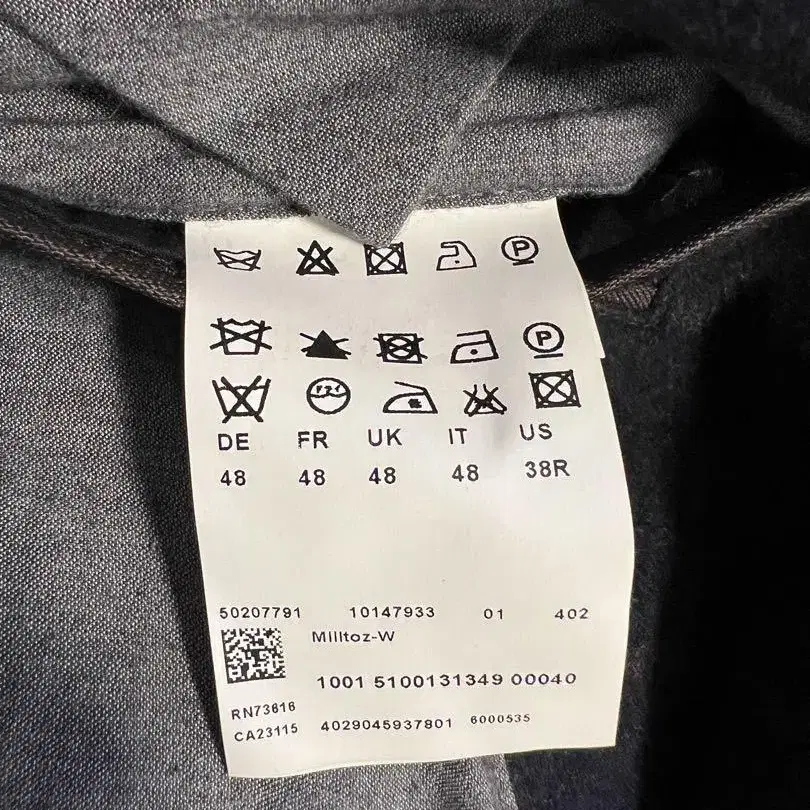 P
P
DE FR UK IT US
48 48 48 48 38R
50207791 10147933 01 402
Milltoz-W
1001 5100131349 00040
RN73616
CA23115 4029045937801 6000535